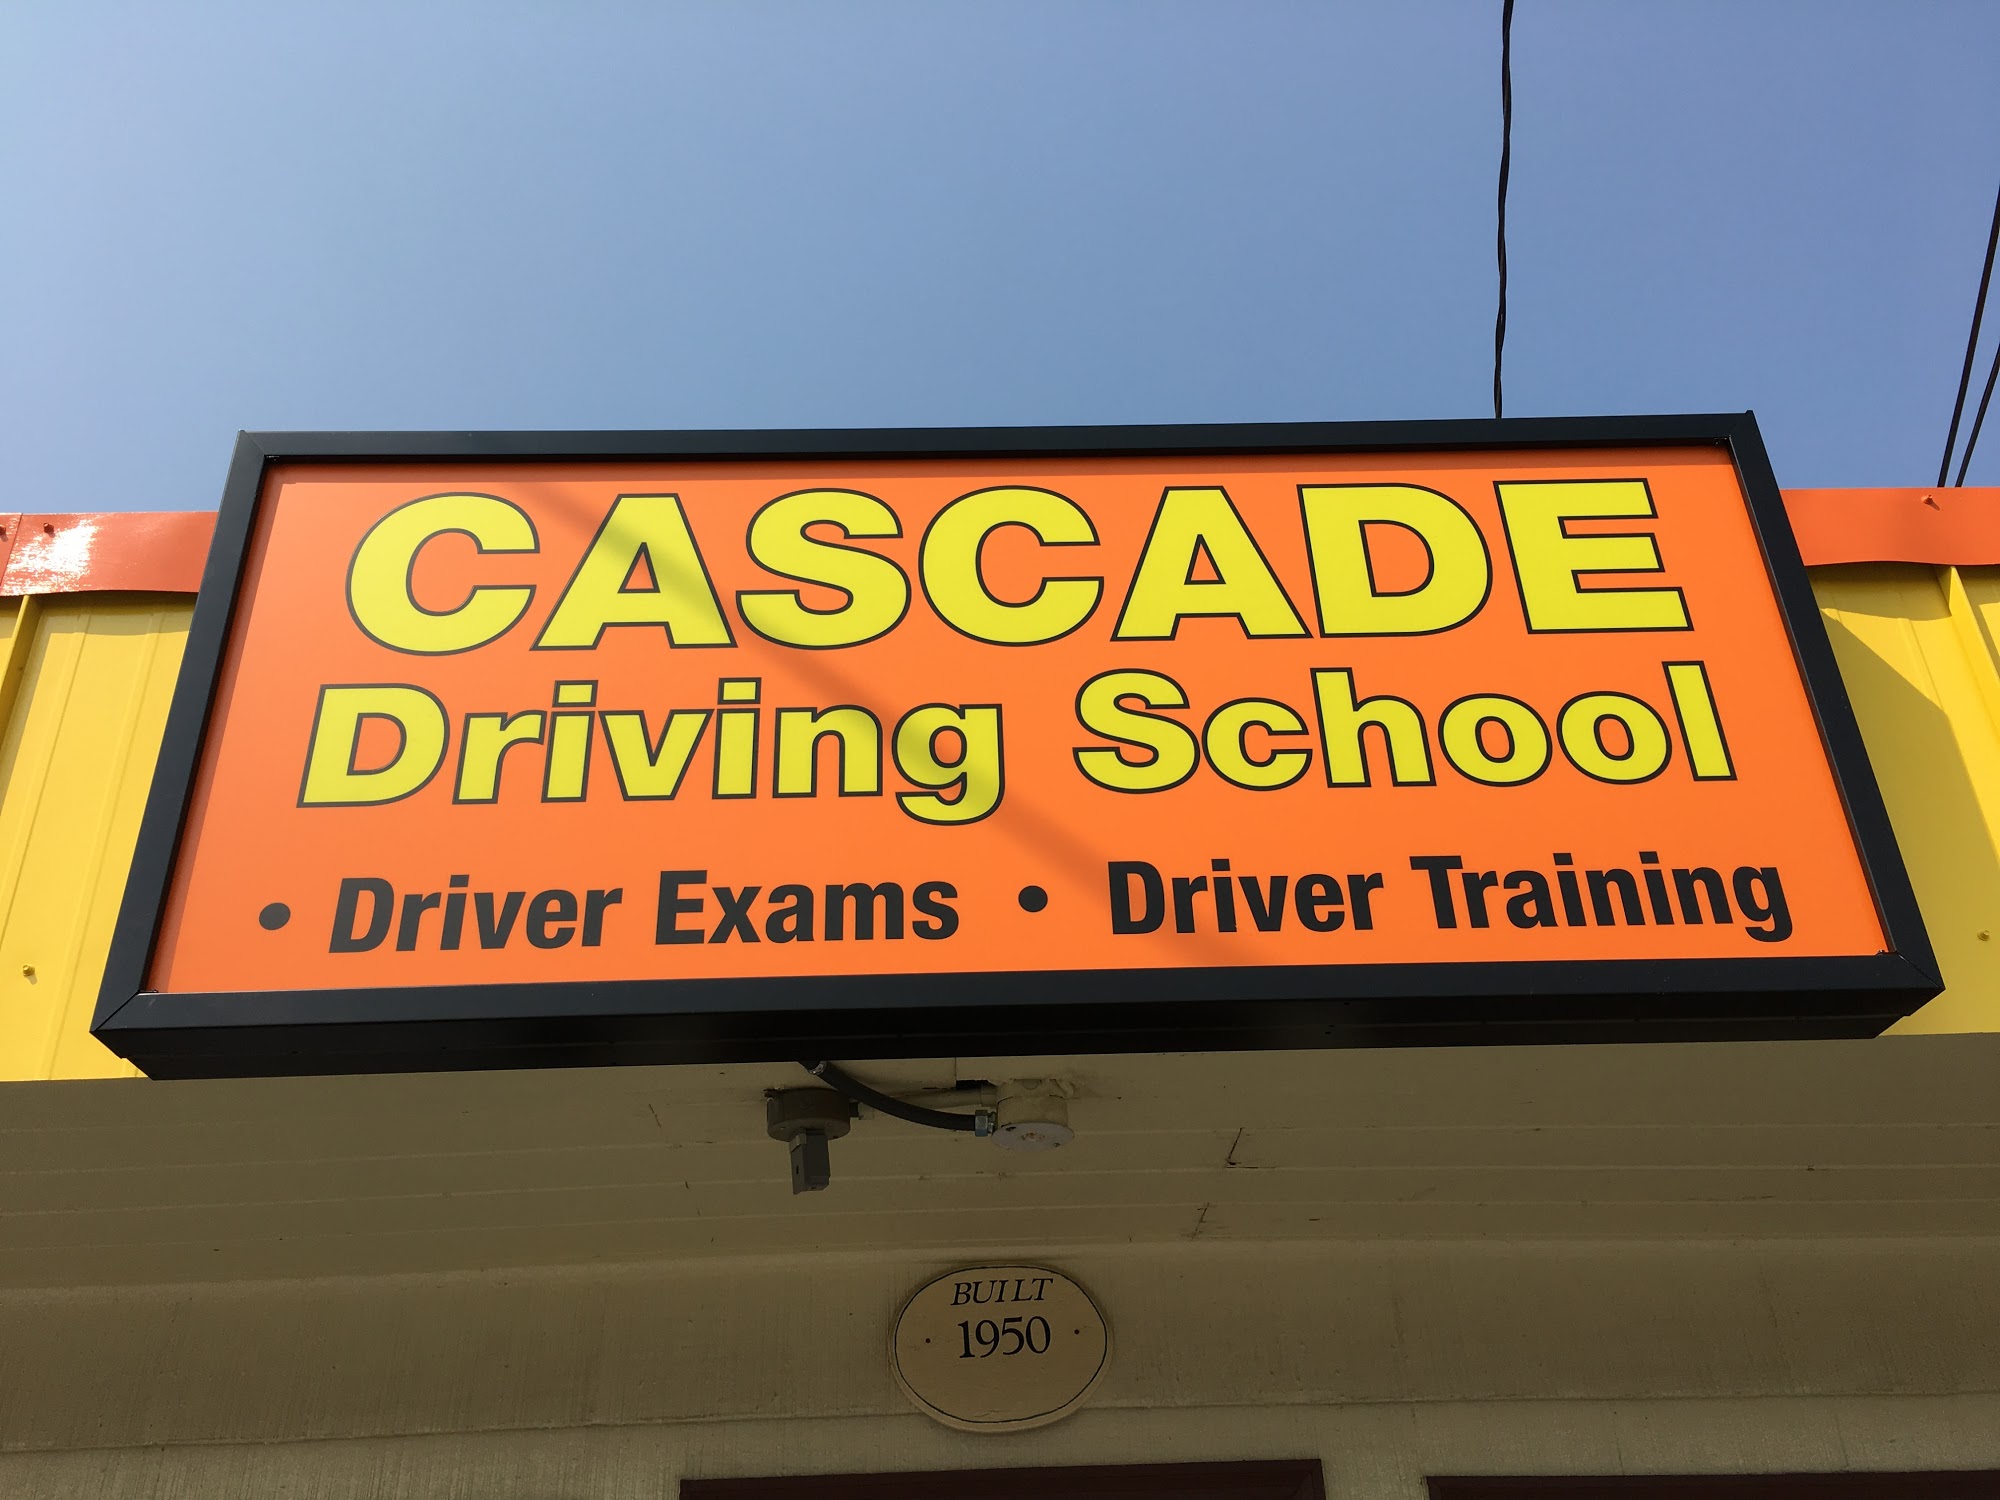 CASCADE
Driving School
• Driver Exams • Driver Training
BUILT
· 1950 ·